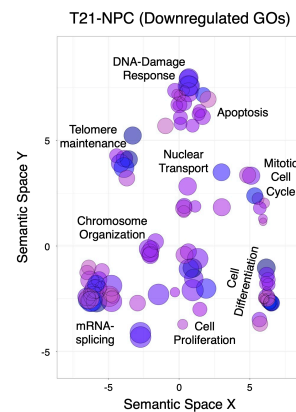 T21-NPC (Downregulated GOs)
DNA-Damage
Response
Apoptosis
Telomere
maintenance
Nuclear
Transport
Mitotic
Cell
Cycle
Chromosome
Organization
Cell
Differentiation
mRNA-
splicing
Cell
Proliferation
5
0
-5
-5
0
5
Semantic Space Y
Semantic Space X